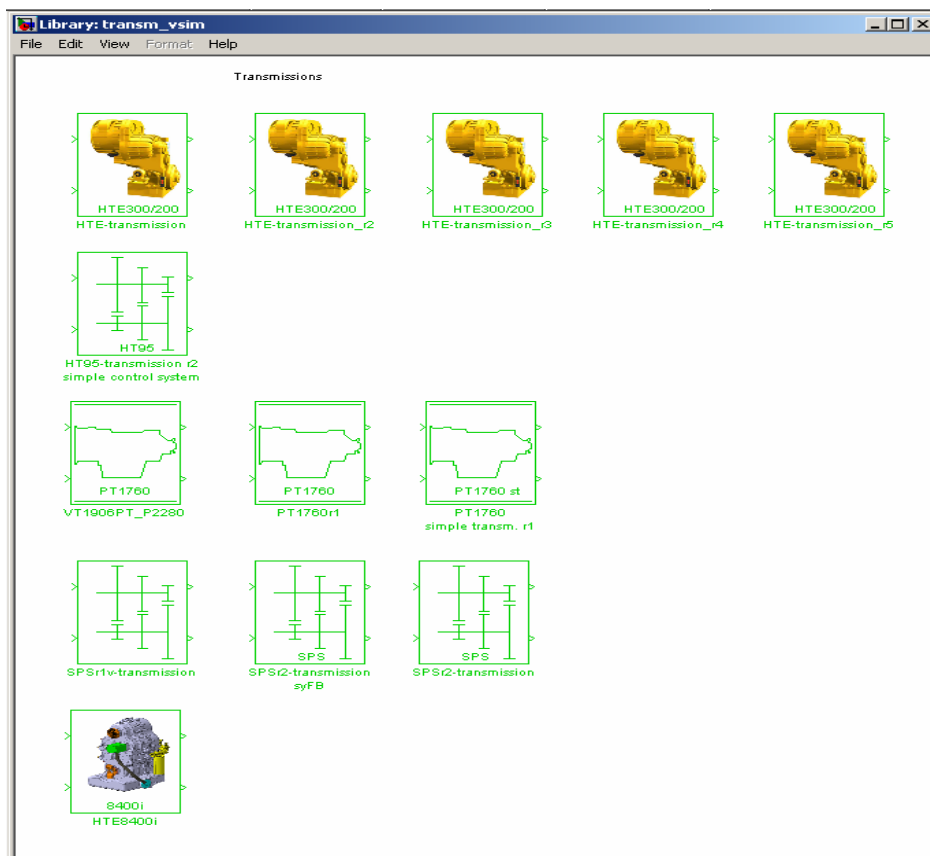 Library: transm_vsim
File Edit View Format Help
Transmissions
HTE300/200 HTE300/200 HTE300/200 HTE300/200 HTE300/200
HTE-transmission HTE-transmission_r2 HTE-transmission_r3 HTE-transmission_r4 HTE-transmission_r5
HT95
HT95-transmission r2
simple control system
PT1760 PT1760 PT1760 st
VT1906PT_P2280 PT1760r1 PT1760
simple transm. r1
SPS SPS
SPSr1v-transmission SPSr2-transmission SPSr2-transmission
syFB
8400i
HTE8400i